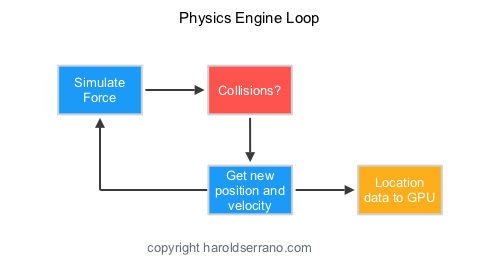 Physics Engine Loop
Simulate
Force
Collisions?
Get new
position and
velocity
Location
data to GPU
copyright haroldserrano.com